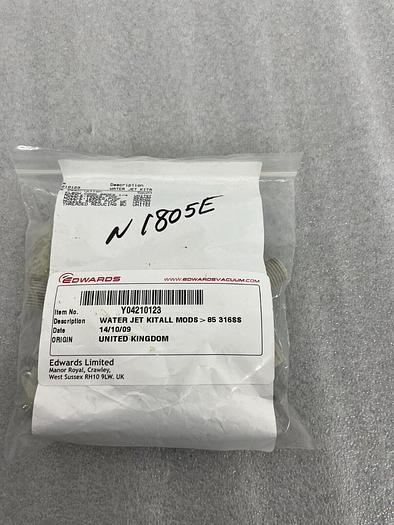 Description
WATER JET KITA
N 1805E
EDWARDS
WWW.EDWARDSVACUUM.COM
Item No. Y04210123
Description WATER JET KITALL MODS > 85 316SS
Date 14/10/09
ORIGIN UNITED KINGDOM
Edwards Limited
Manor Royal, Crawley,
West Sussex RH10 9LW, UK